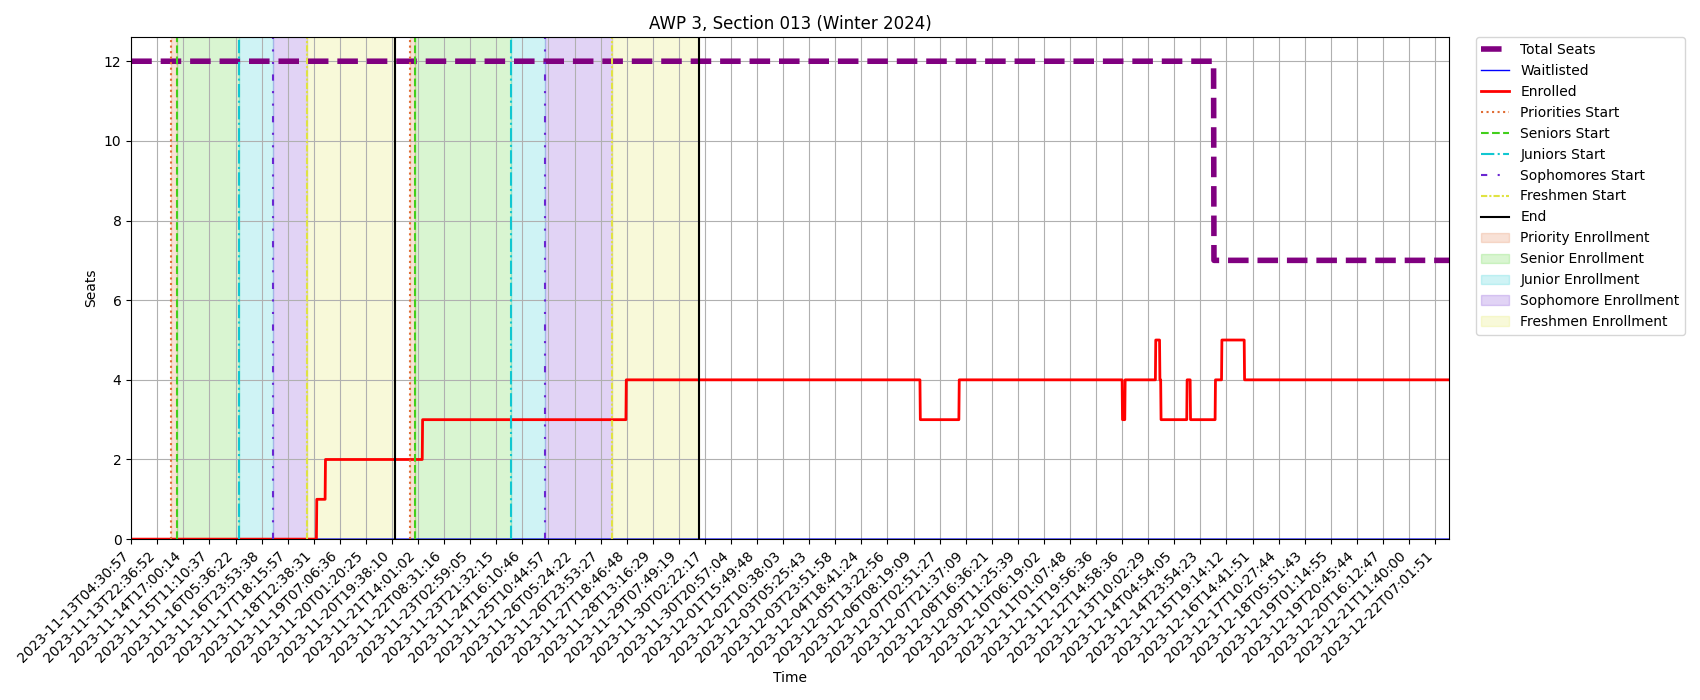 AWP 3, Section 013 (Winter 2024)
Seats
12
10
8
6
4
2
0
2023-11-13T04:30:57
2023-11-13T22:36:52
2023-11-14T17:00:14
2023-11-15T11:10:37
2023-11-16T05:36:22
2023-11-16T23:53:38
2023-11-17T18:15:57
2023-11-18T12:38:31
2023-11-19T07:06:36
2023-11-20T01:20:25
2023-11-20T19:38:10
2023-11-21T14:01:02
2023-11-22T08:31:16
2023-11-23T02:59:05
2023-11-23T21:32:15
2023-11-24T16:10:46
2023-11-25T10:44:57
2023-11-26T05:24:22
2023-11-26T23:53:27
2023-11-27T18:46:48
2023-11-28T13:16:29
2023-11-29T07:49:19
2023-11-30T02:22:17
2023-11-30T20:57:04
2023-12-01T15:49:48
2023-12-02T10:38:03
2023-12-03T05:25:43
2023-12-03T23:51:58
2023-12-04T18:41:24
2023-12-05T13:22:56
2023-12-06T08:19:09
2023-12-07T02:51:27
2023-12-07T21:37:09
2023-12-08T16:36:21
2023-12-09T11:25:39
2023-12-10T06:19:02
2023-12-11T01:07:48
2023-12-11T19:56:36
2023-12-12T14:58:36
2023-12-13T10:02:29
2023-12-14T04:54:05
2023-12-14T23:54:23
2023-12-15T19:14:12
2023-12-16T14:41:51
2023-12-17T10:27:44
2023-12-18T05:51:43
2023-12-19T01:14:55
2023-12-19T20:45:44
2023-12-20T16:12:47
2023-12-21T11:40:00
2023-12-22T07:01:51
Time
Total Seats
Waitlisted
Enrolled
Priorities Start
Seniors Start
Juniors Start
Sophomores Start
Freshmen Start
End
Priority Enrollment
Senior Enrollment
Junior Enrollment
Sophomore Enrollment
Freshmen Enrollment